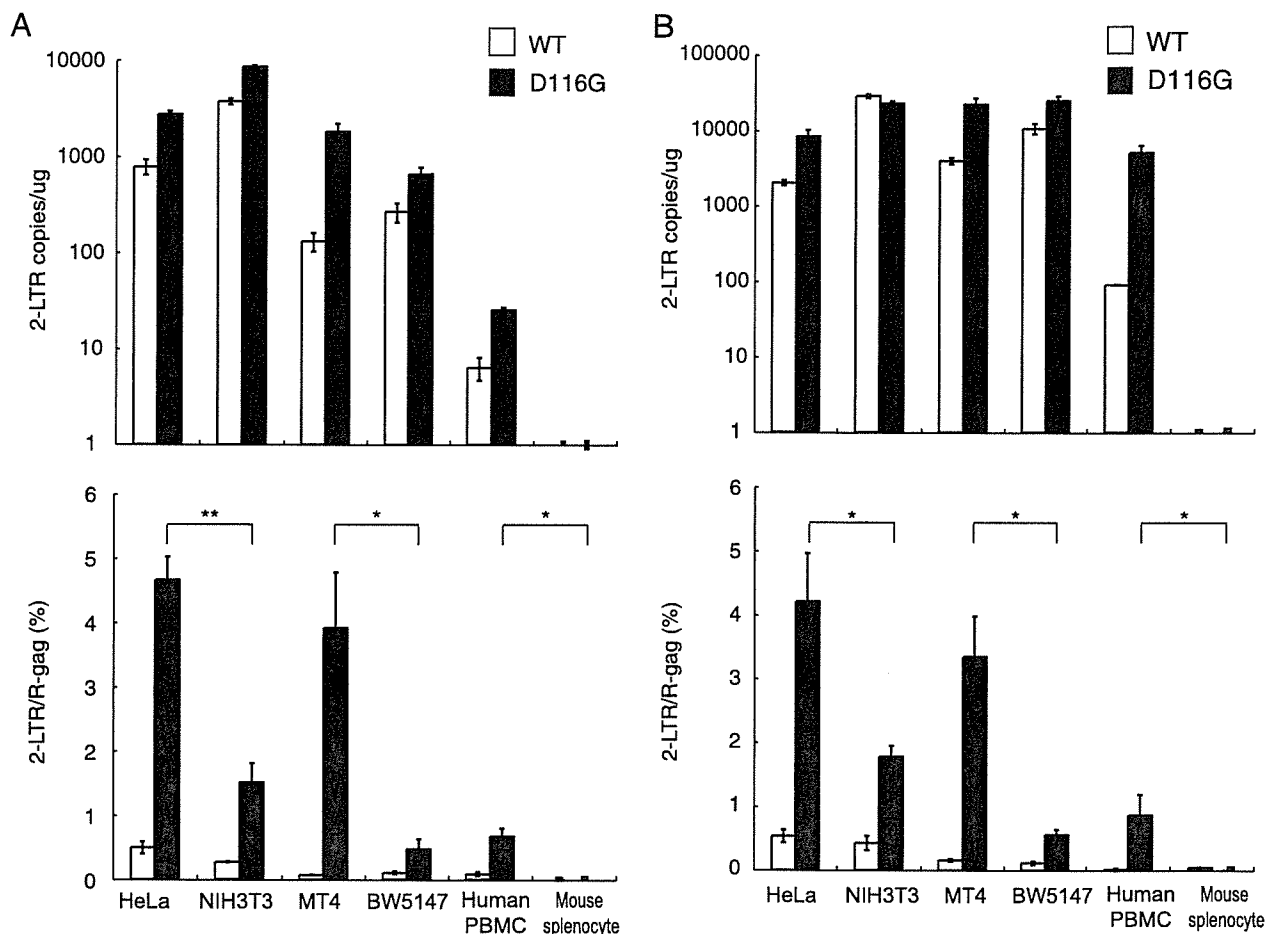 A
WT
D116G
10000
1000
100
10
1
2-LTR copies/ug
B
WT
D116G
100000
10000
1000
100
10
1
2-LTR copies/ug
6
5
4
3
2
1
0
2-LTR/R-gag (%)
**
*
*
HeLa
NIH3T3
MT4
BW5147
Human
PBMC
Mouse
splenocyte
6
5
4
3
2
1
0
2-LTR/R-gag (%)
*
*
*
HeLa
NIH3T3
MT4
BW5147
Human
PBMC
Mouse
splenocyte